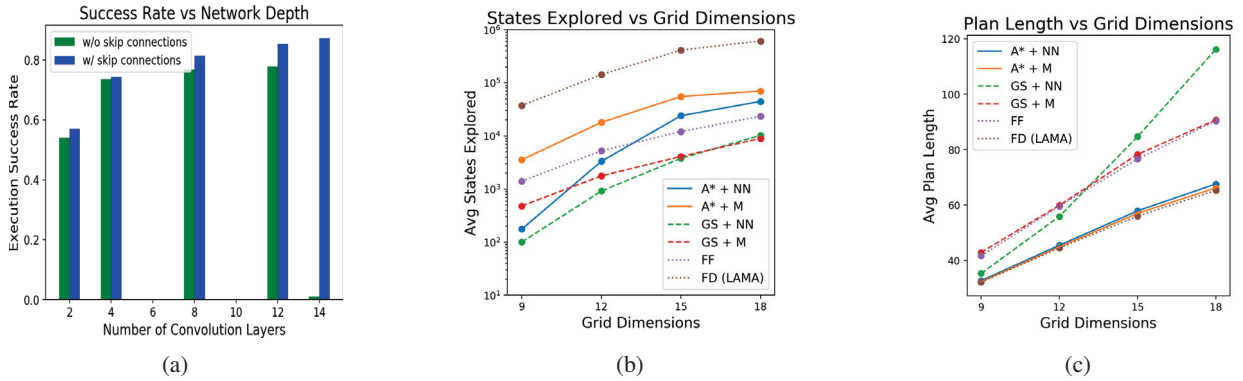 Success Rate vs Network Depth
w/o skip connections
w/ skip connections
Execution Success Rate
0.8
0.6
0.4
0.2
0.0
2 4 6 8 10 12 14
Number of Convolution Layers
(a)
States Explored vs Grid Dimensions
Avg States Explored
10^6
10^5
10^4
10^3
10^2
10^1
A* + NN
A* + M
GS + NN
GS + M
FF
FD (LAMA)
9 12 15 18
Grid Dimensions
(b)
Plan Length vs Grid Dimensions
Avg Plan Length
120
100
80
60
40
A* + NN
A* + M
GS + NN
GS + M
FF
FD (LAMA)
9 12 15 18
Grid Dimensions
(c)